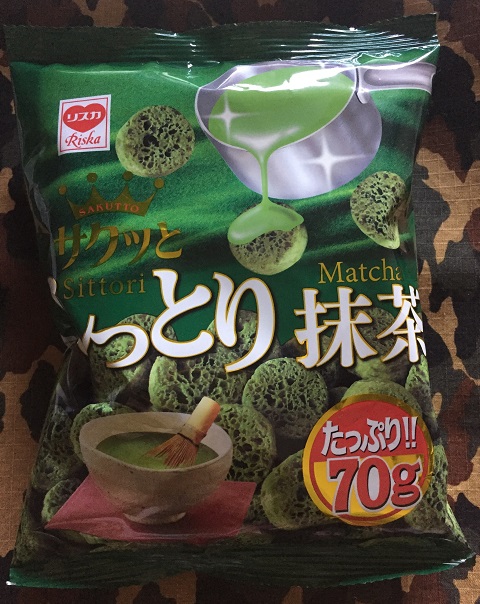 リスカ
Riska
SAKUTTO
サクッと
Sittori
っとり
Matcha
抹茶
たっぷり!!
70g